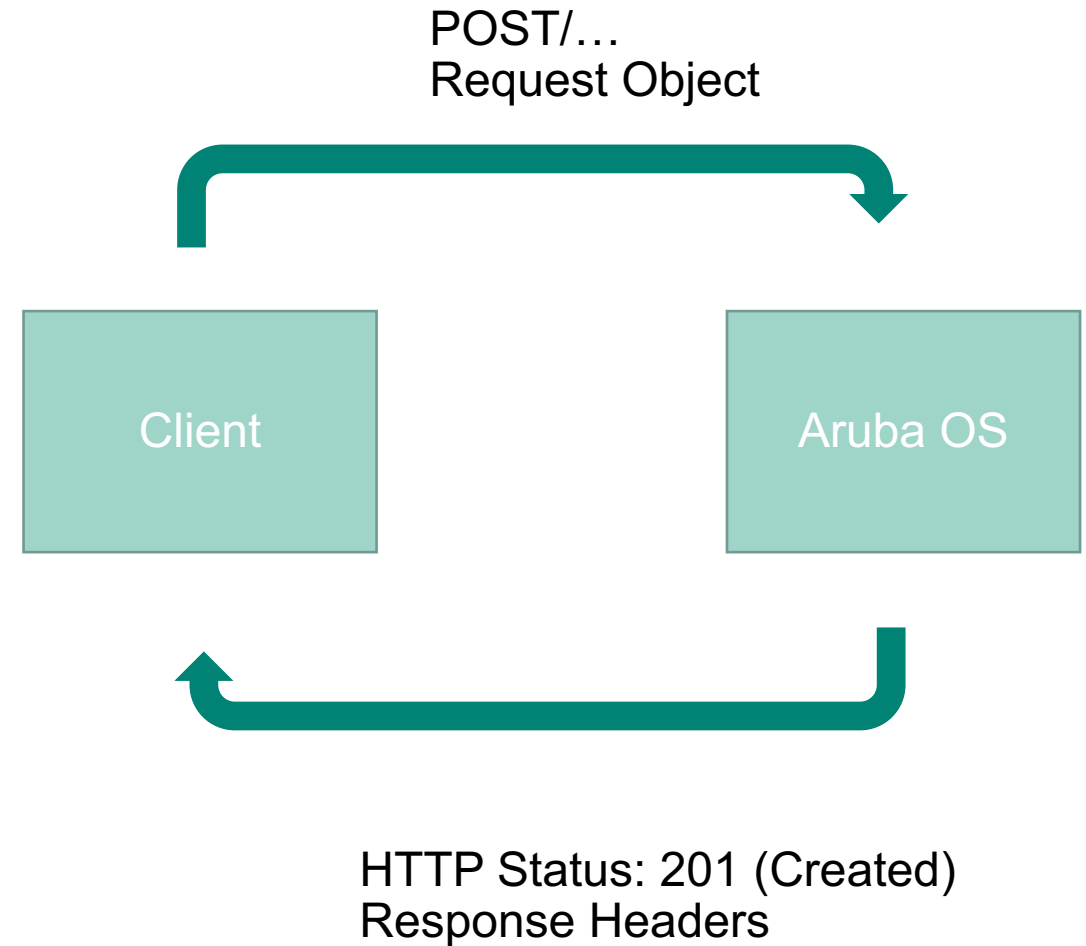 POST/…
Request Object
Client
Aruba OS
HTTP Status: 201 (Created)
Response Headers